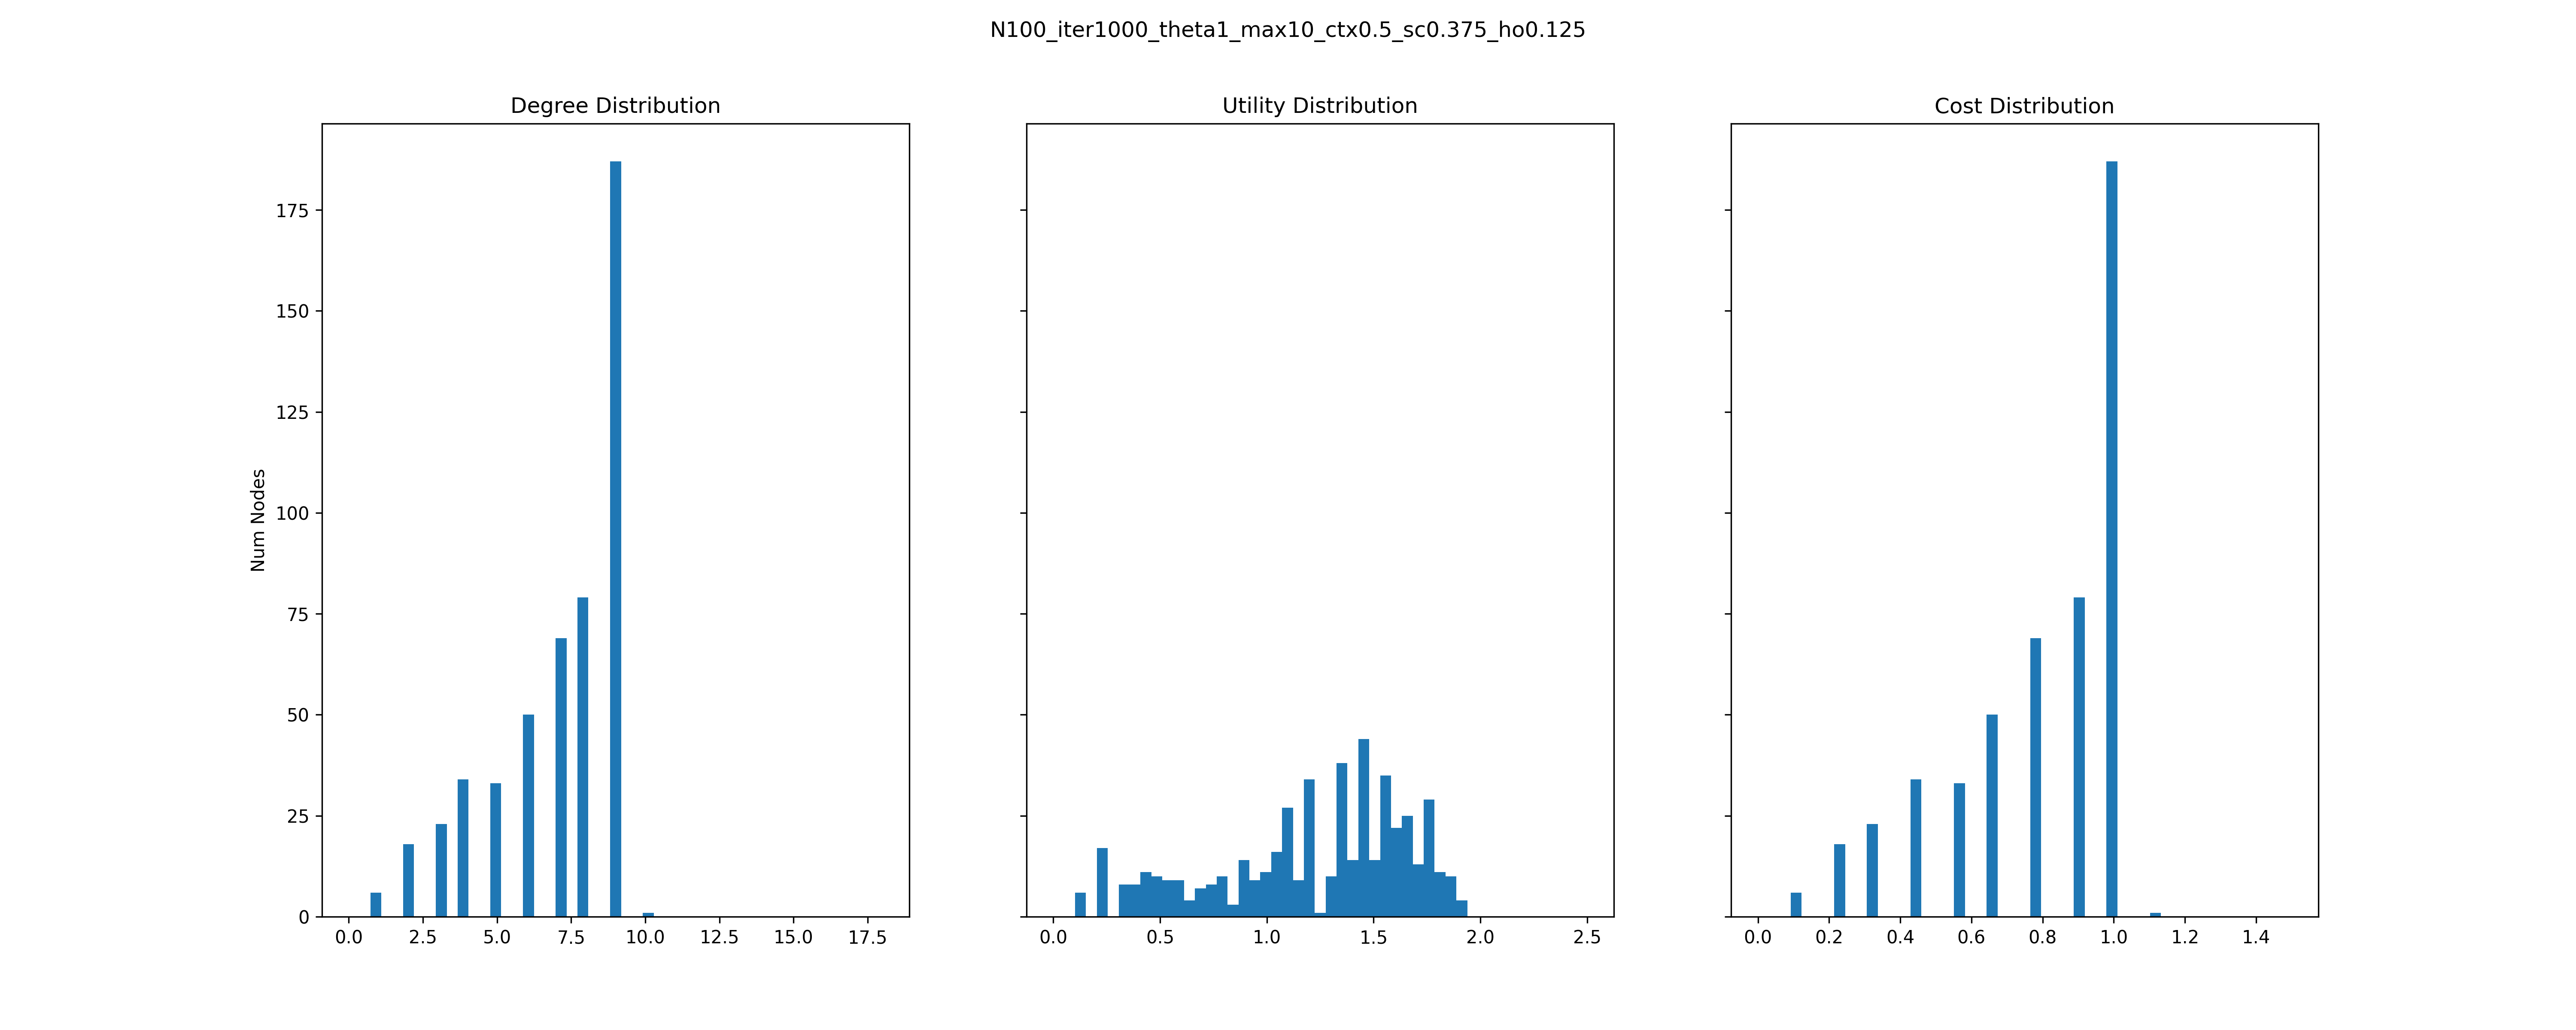 N100_iter1000_theta1_max10_ctx0.5_sc0.375_ho0.125
Degree Distribution
Utility Distribution
Cost Distribution
Num Nodes
175
150
125
100
75
50
25
0
0.0 2.5 5.0 7.5 10.0 12.5 15.0 17.5
0.0 0.5 1.0 1.5 2.0 2.5
0.0 0.2 0.4 0.6 0.8 1.0 1.2 1.4